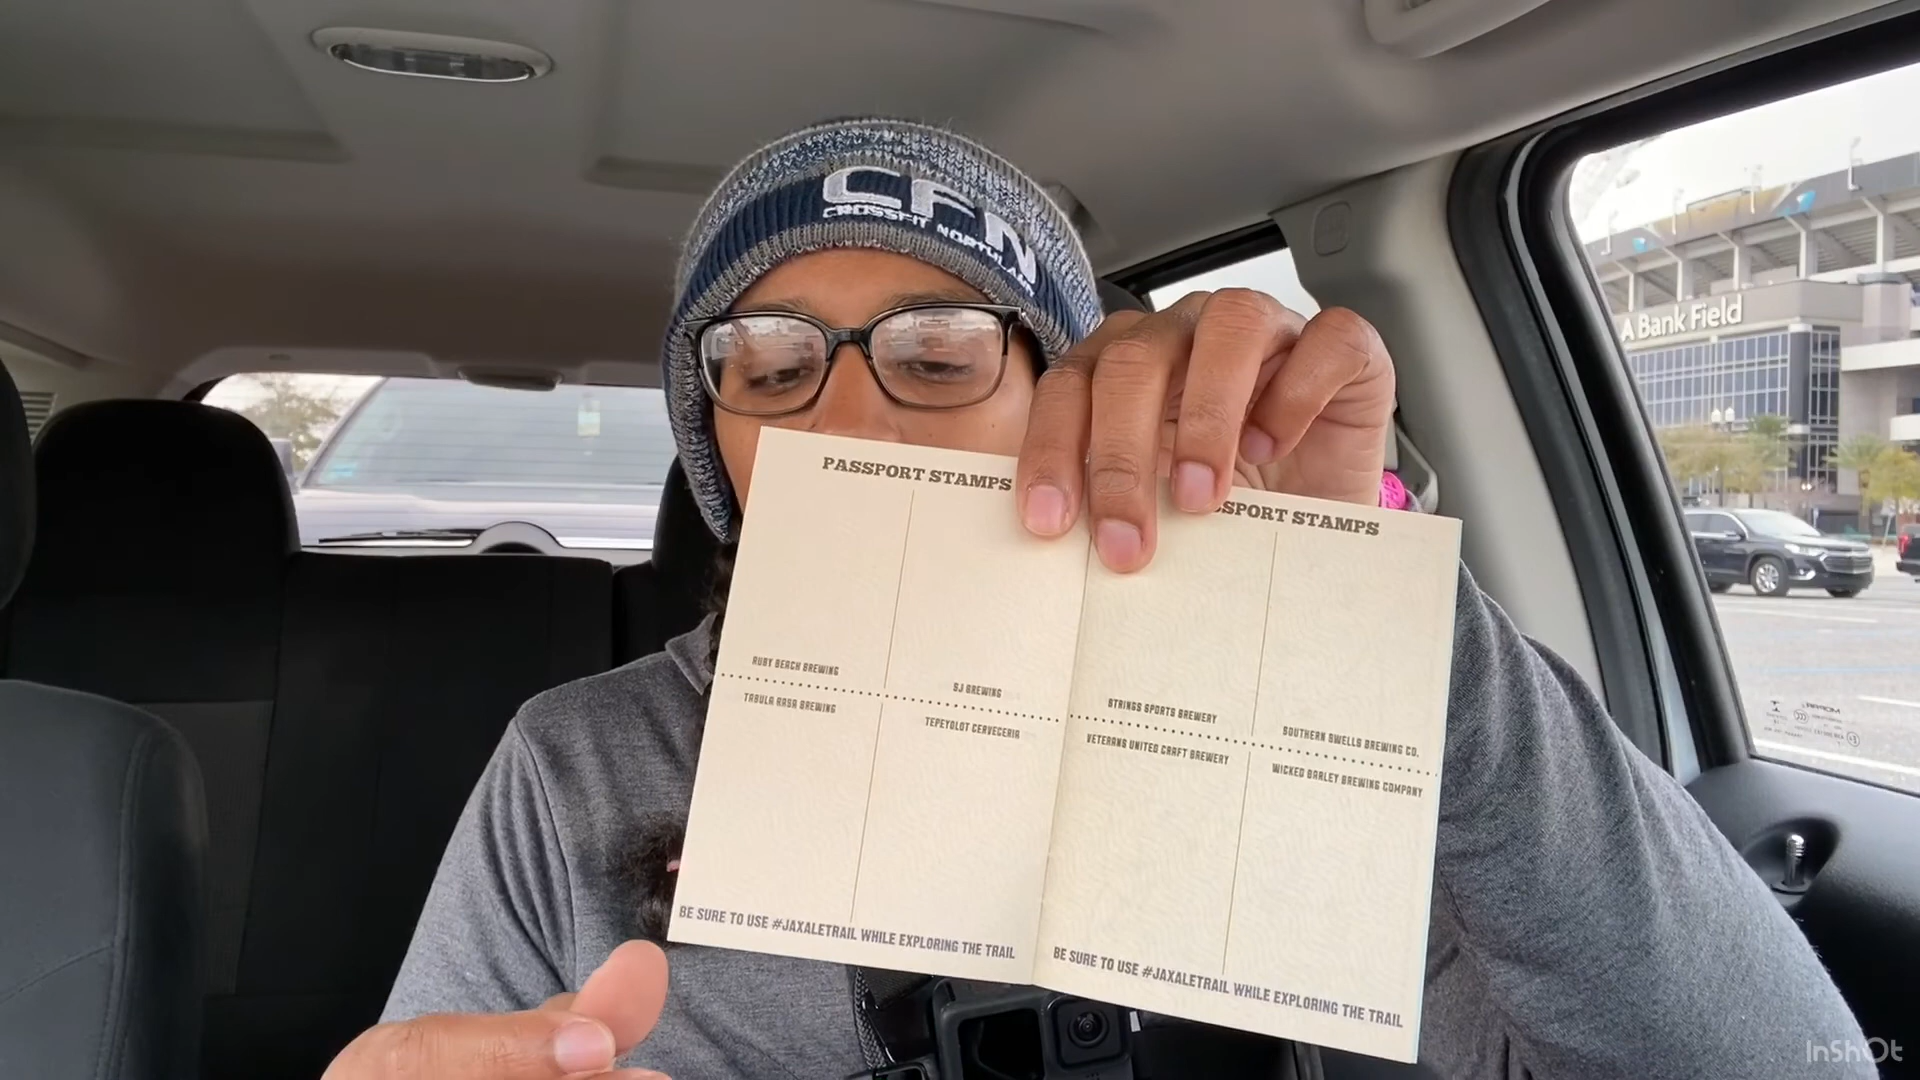 CFN
CROSSFIT NORTHLAND
A Bank Field
PASSPORT STAMPS
RUBY BEACH BREWING
SJ BREWING
TABULA RASA BREWING
TEPEYOLOT CERVECERIA
BE SURE TO USE #JAXALETRAIL WHILE EXPLORING THE TRAIL
SSPORT STAMPS
STRINGS SPORTS BREWERY
SOUTHERN SWELLS BREWING CO.
VETERANS UNITED CRAFT BREWERY
WICKED BARLEY BREWING COMPANY
BE SURE TO USE #JAXALETRAIL WHILE EXPLORING THE TRAIL
MOPAR
InShOt